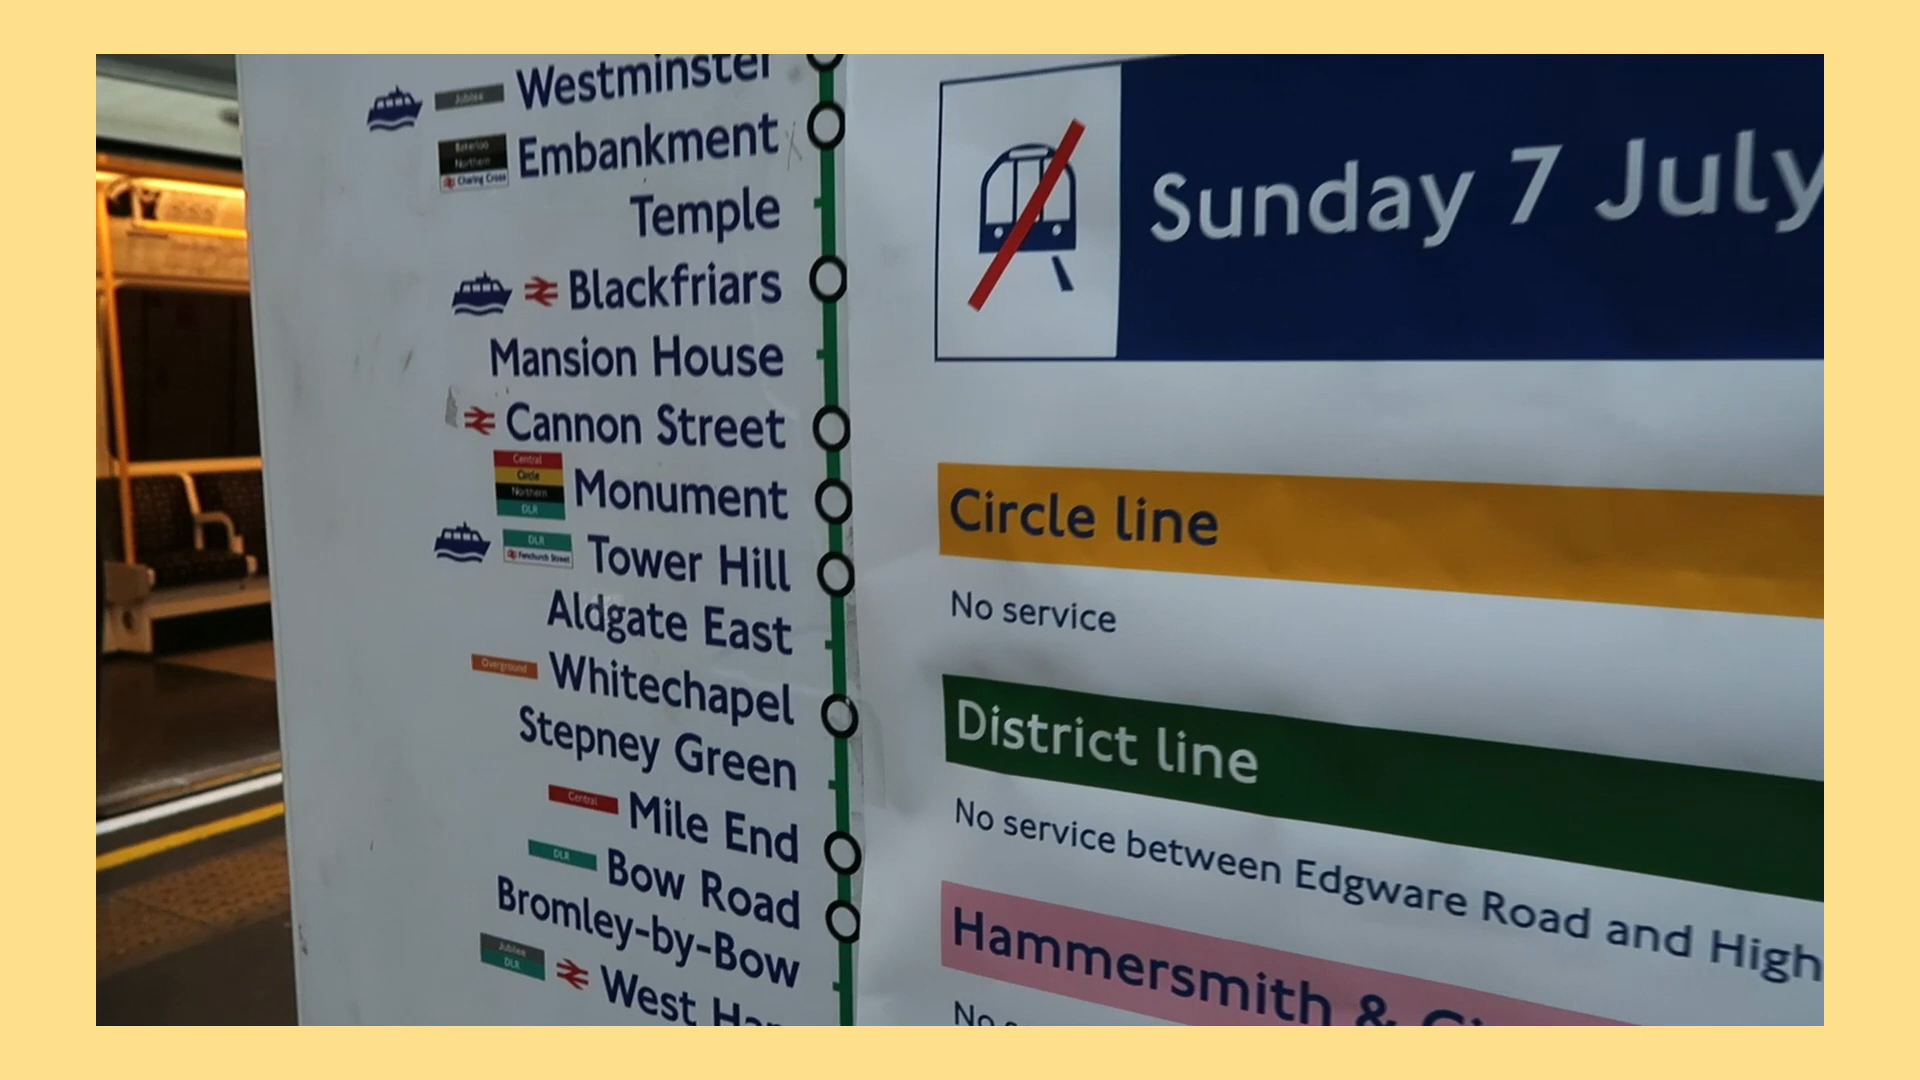 Westminster
Jubilee
Embankment
Bakerloo
Northern
Charing Cross
Temple
Blackfriars
Mansion House
Cannon Street
Monument
Central
Circle
Northern
DLR
Tower Hill
DLR
Fenchurch Street
Aldgate East
Whitechapel
Overground
Stepney Green
Mile End
Central
Bow Road
DLR
Bromley-by-Bow
West
Jubilee
DLR
Sunday 7 July
Circle line
No service
District line
No service between Edgware Road and High
Hammersmith &
No